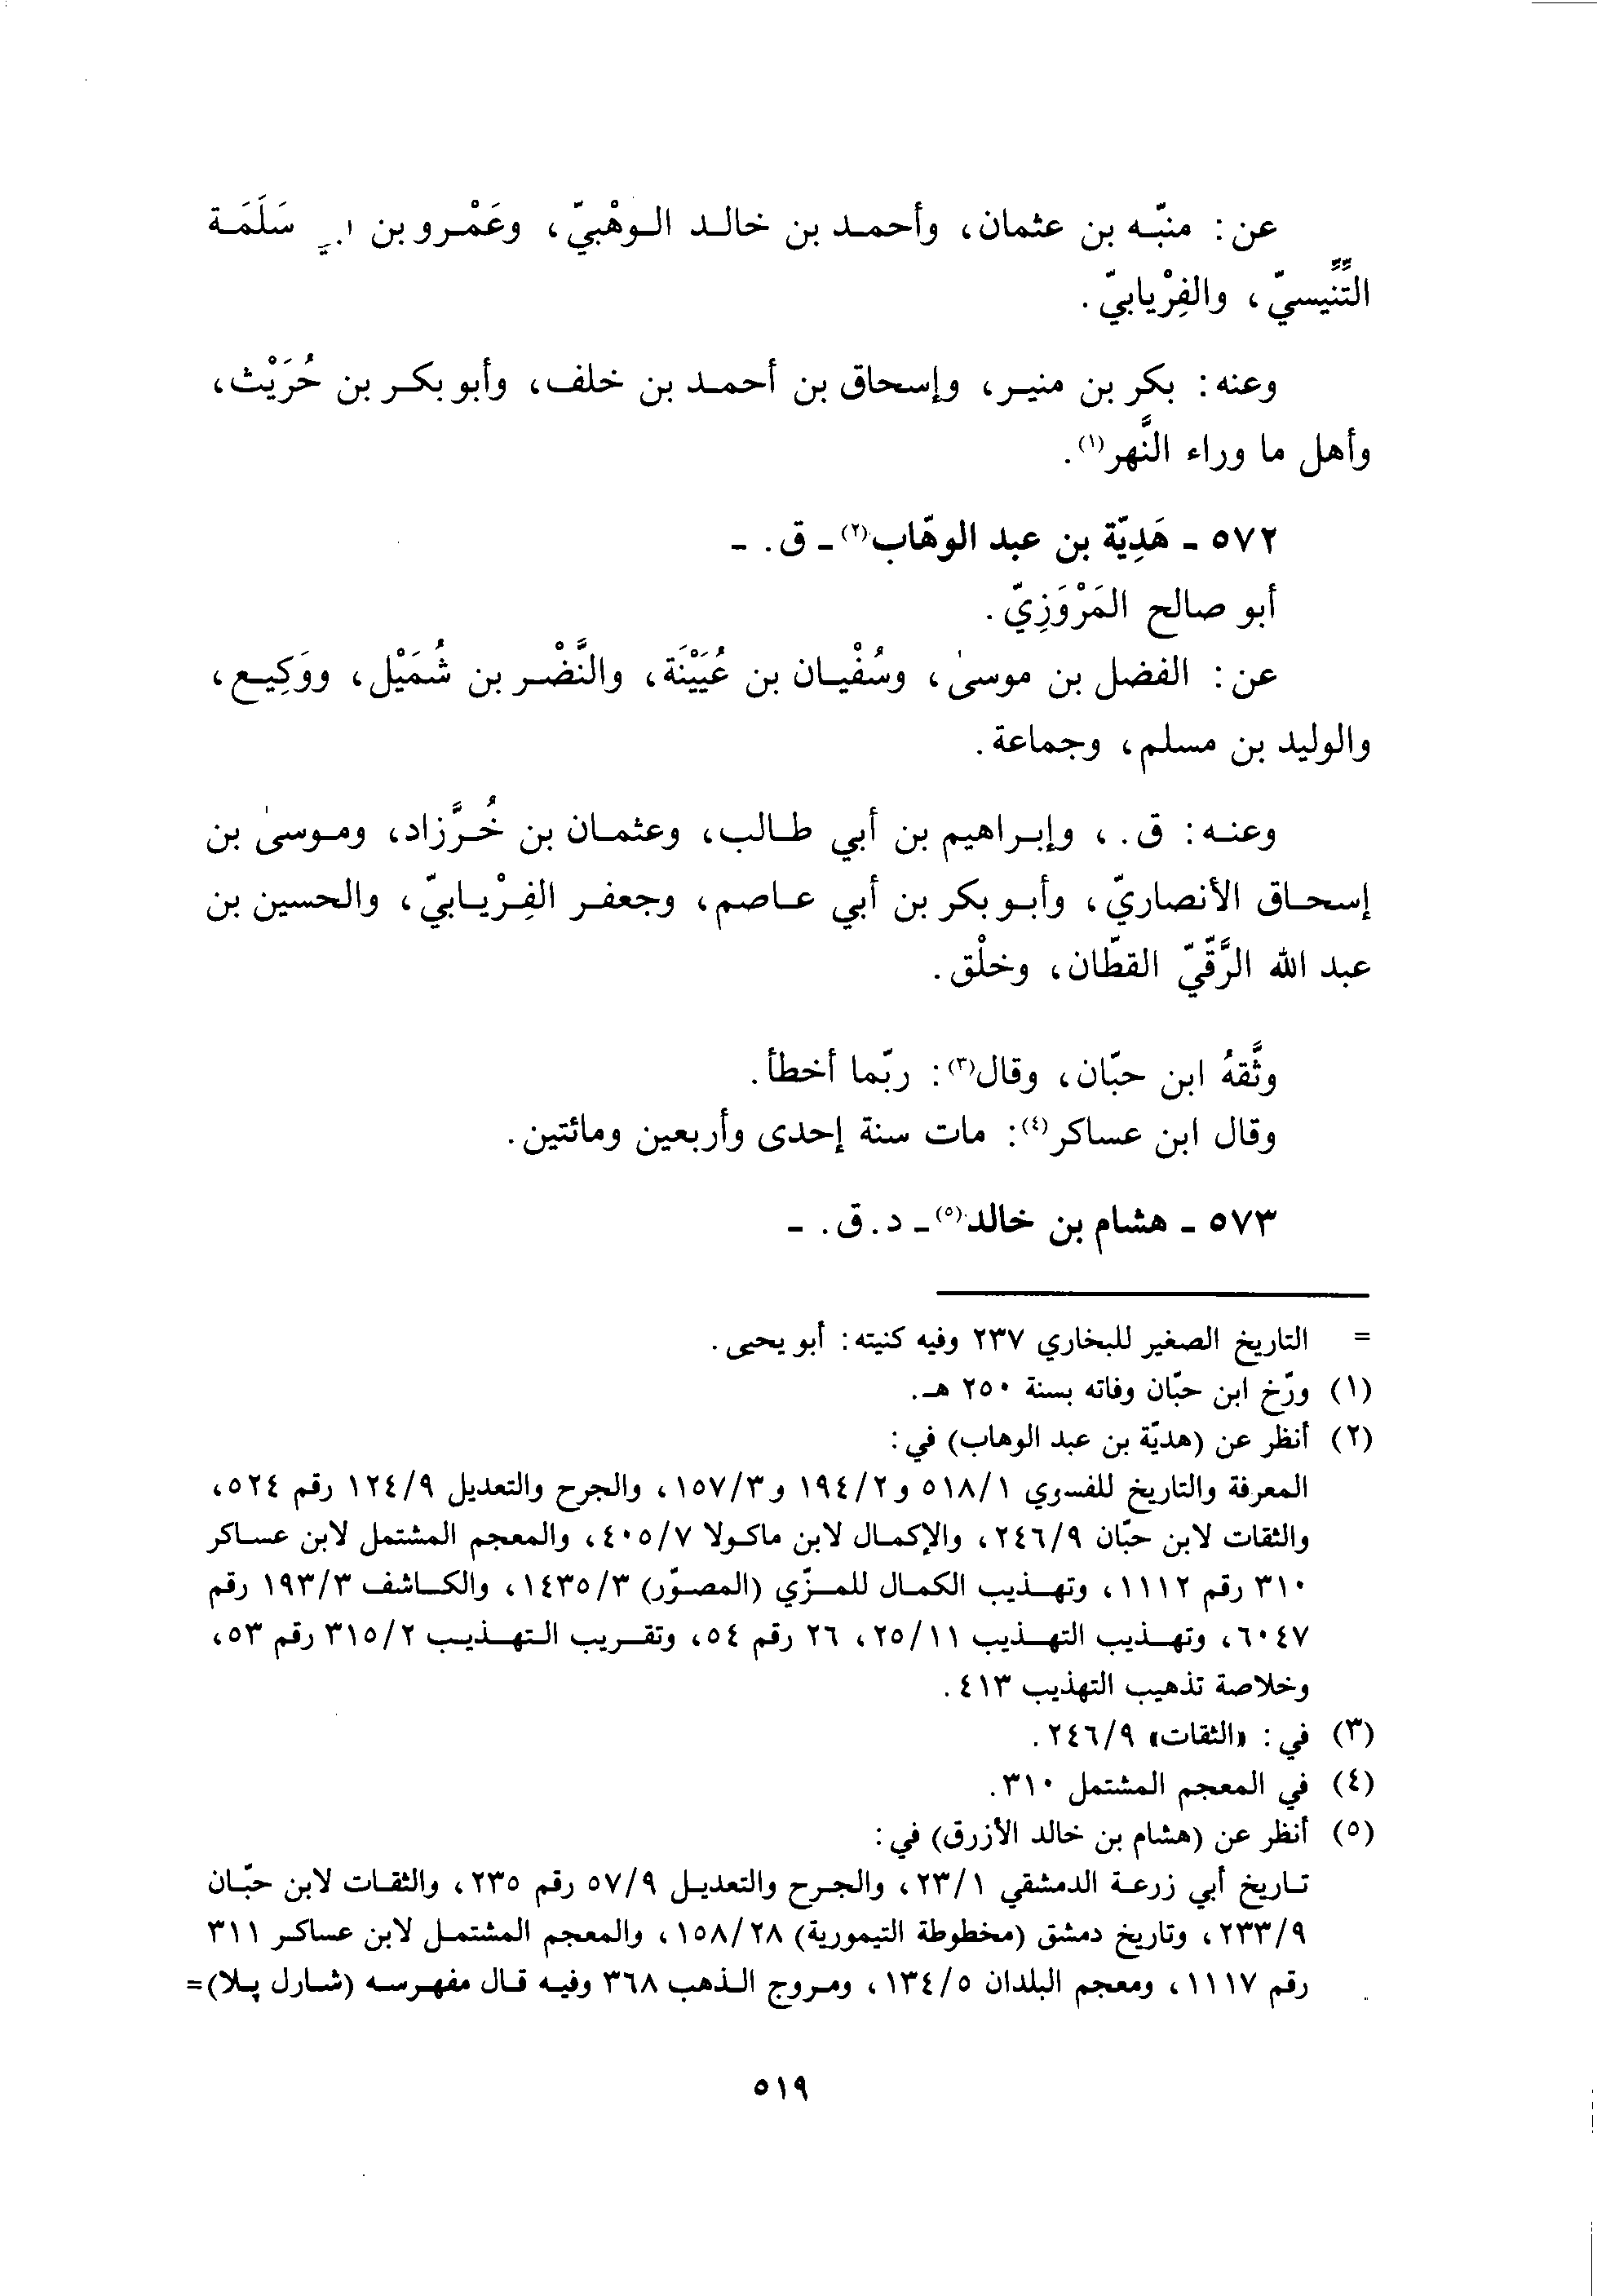 عن: منبّه بن عثمان، وأحمد بن خالد الوهْبيّ، وعَمْرو بن سَلَمَة
التِّنِّيسيّ، والفِرْيابيّ.
وعنه: بكر بن منير، وإسحاق بن أحمد بن خلف، وأبو بكر بن حُرَيْث،
وأهل ما وراء النَّهر(١).
٥٧٢ - هَدِيّة بن عبد الوهّاب(٢) - ق. -
أبو صالح المَرْوَزِيّ.
عن: الفضل بن موسىٰ، وسُفْيان بن عُيَيْنَة، والنَّضْر بن شُمَيْل، ووَكِيع،
والوليد بن مسلم، وجماعة.
وعنه: ق.، وإبراهيم بن أبي طالب، وعثمان بن خُرَّزاد، وموسىٰ بن
إسحاق الأنصاريّ، وأبو بكر بن أبي عاصم، وجعفر الفِرْيابيّ، والحسين بن
عبد الله الرَّقّيّ القطّان، وخلْق.
وثَّقهُ ابن حبّان، وقال(٣): ربّما أخطأ.
وقال ابن عساكر(٤): مات سنة إحدى وأربعين ومائتين.
٥٧٣ - هشام بن خالد(٥) - د. ق. -
= التاريخ الصغير للبخاري ٢٣٧ وفيه كنيته: أبو يحيى.
(١) ورّخ ابن حبّان وفاته بسنة ٢٥٠ هـ.
(٢) أنظر عن (هديّة بن عبد الوهاب) في:
المعرفة والتاريخ للفسوي ٥١٨/١ و١٩٤/٢ و١٥٧/٣، والجرح والتعديل ١٢٤/٩ رقم ٥٢٤،
والثقات لابن حبّان ٢٤٦/٩، والإكمال لابن ماكولا ٤٠٥/٧، والمعجم المشتمل لابن عساكر
٣١٠ رقم ١١١٢، وتهذيب الكمال للمزّي (المصوّر) ١٤٣٥/٣، والكاشف ١٩٣/٣ رقم
٦٠٤٧، وتهذيب التهذيب ٢٥/١١، ٢٦ رقم ٥٤، وتقريب التهذيب ٣١٥/٢ رقم ٥٣،
وخلاصة تذهيب التهذيب ٤١٣.
(٣) في: «الثقات» ٢٤٦/٩.
(٤) في المعجم المشتمل ٣١٠.
(٥) أنظر عن (هشام بن خالد الأزرق) في:
تاريخ أبي زرعة الدمشقي ٢٣/١، والجرح والتعديل ٥٧/٩ رقم ٢٣٥، والثقات لابن حبّان
٢٣٣/٩، وتاريخ دمشق (مخطوطة التيمورية) ١٥٨/٢٨، والمعجم المشتمل لابن عساكر ٣١١
رقم ١١١٧، ومعجم البلدان ١٣٤/٥، ومروج الذهب ٣٦٨ وفيه قال مفهرسه (شارل پلا)=
٥١٩